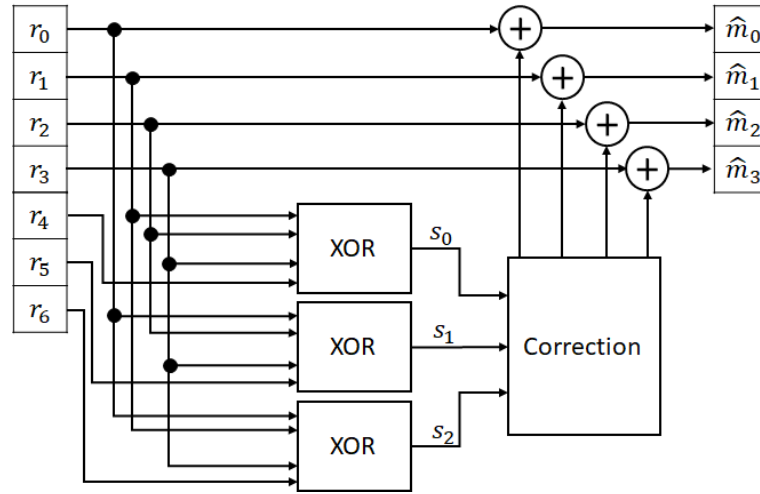 r₀ m̂₀
r₁ m̂₁
r₂ m̂₂
r₃ m̂₃
r₄
XOR s₀
r₅
r₆
XOR s₁ Correction
XOR s₂